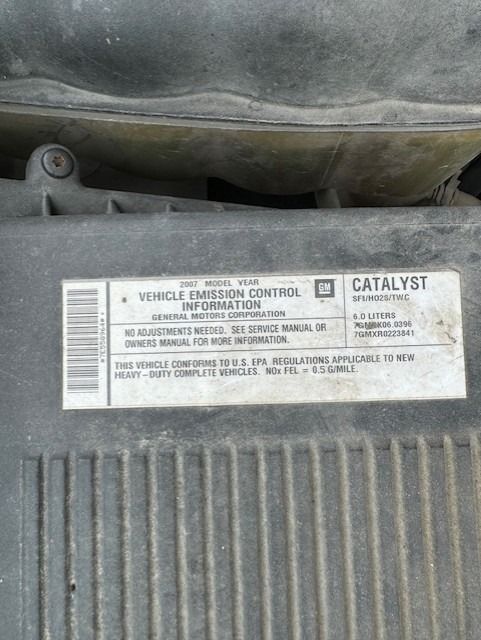 2007 MODEL YEAR
VEHICLE EMISSION CONTROL
INFORMATION
GENERAL MOTORS CORPORATION
GM
NO ADJUSTMENTS NEEDED. SEE SERVICE MANUAL OR
OWNERS MANUAL FOR MORE INFORMATION.
CATALYST
SFI/HO2S/TWC
6.0 LITERS
7GMXR0223841
THIS VEHICLE CONFORMS TO U.S. EPA REGULATIONS APPLICABLE TO NEW
HEAVY-DUTY COMPLETE VEHICLES. NOx FEL = 0.5 G/MILE.